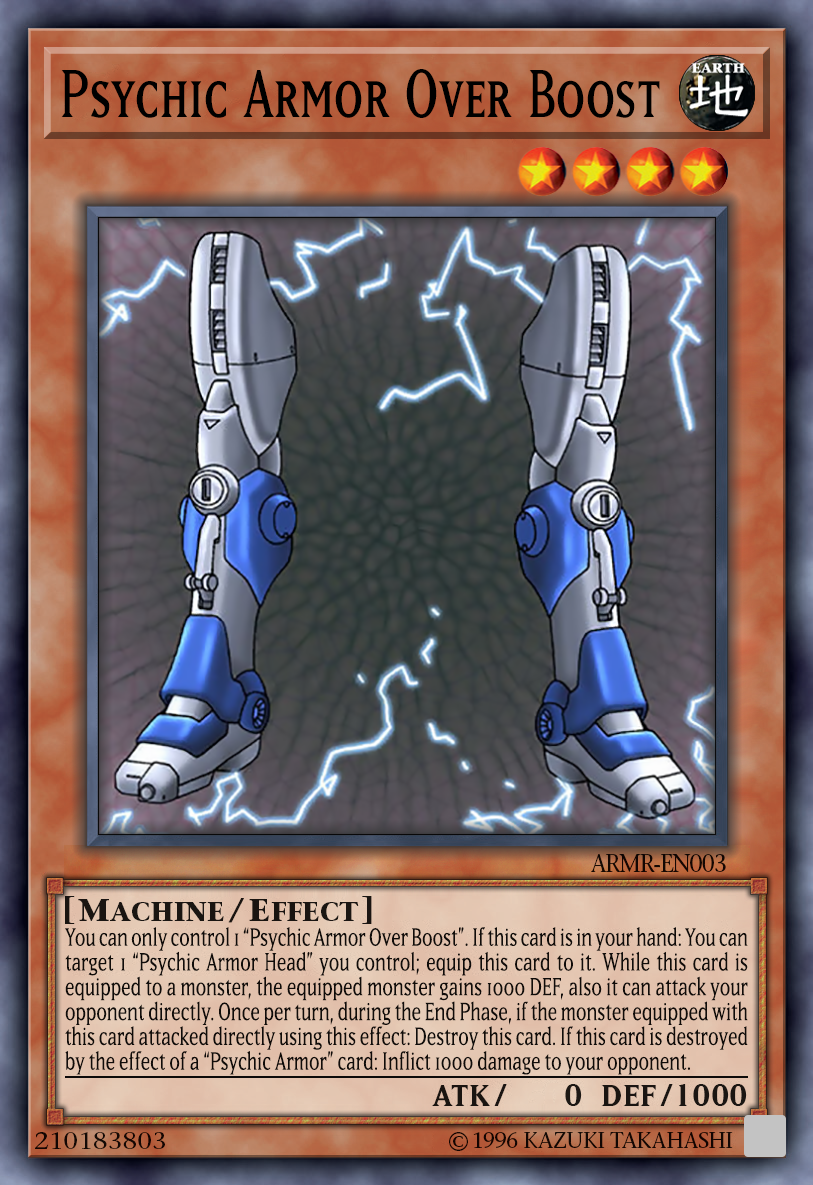 PSYCHIC ARMOR OVER BOOST
EARTH
地
ARMR-EN003
[MACHINE/EFFECT]
You can only control 1 “Psychic Armor Over Boost”. If this card is in your hand: You can
target 1 “Psychic Armor Head” you control; equip this card to it. While this card is
equipped to a monster, the equipped monster gains 1000 DEF, also it can attack your
opponent directly. Once per turn, during the End Phase, if the monster equipped with
this card attacked directly using this effect: Destroy this card. If this card is destroyed
by the effect of a “Psychic Armor” card: Inflict 1000 damage to your opponent.
ATK/ 0 DEF/1000
210183803
© 1996 KAZUKI TAKAHASHI